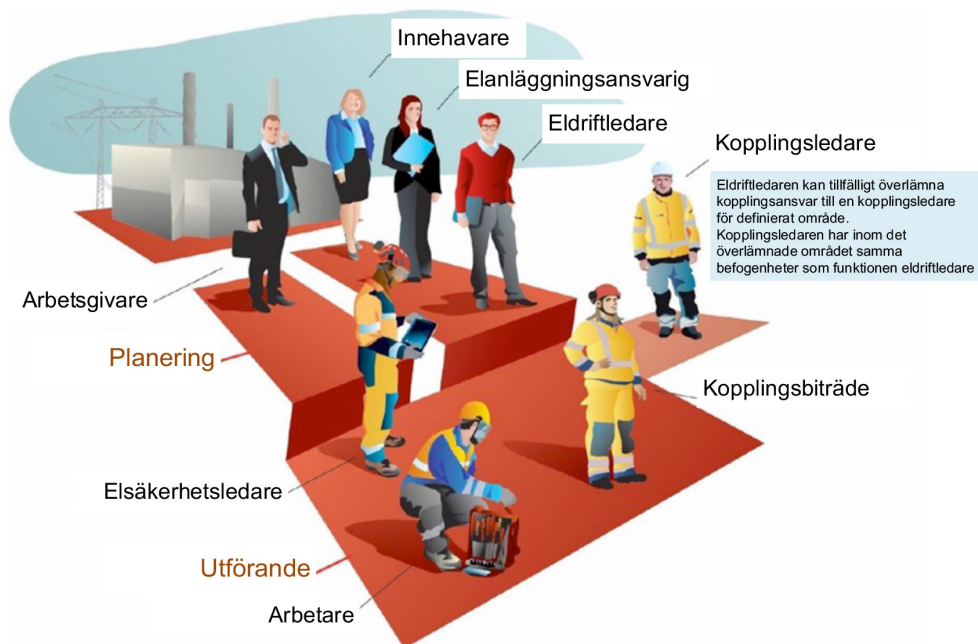 Innehavare
Elanläggningsansvarig
Eldriftledare
Kopplingsledare
Eldriftledaren kan tillfälligt överlämna
kopplingsansvar till en kopplingsledare
för definierat område.
Kopplingsledaren har inom det
överlämnade området samma
befogenheter som funktionen eldriftledare
Arbetsgivare
Planering
Kopplingsbiträde
Elsäkerhetsledare
Utförande
Arbetare